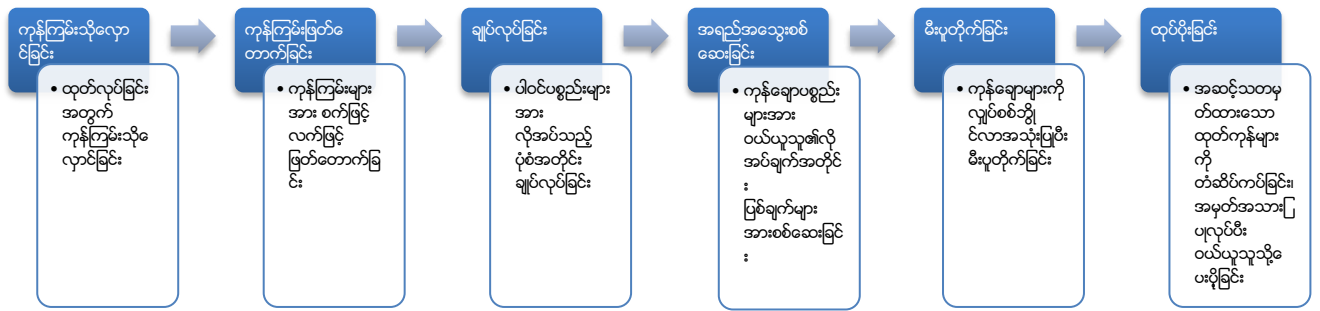 ကုန်ကြမ်းသိုလှော
င်ခြင်း
• ထုတ်လုပ်ခြင်း
အတွက်
ကုန်ကြမ်းသို​ေ
လှောင်ခြင်း
ကုန်ကြမ်းဖြတ်ေ
တောက်ခြင်း
• ကုန်ကြမ်းများ
အား စက်ဖြင့်
လက်ဖြင့်
ဖြတ်တောက်ခြ
င်း
ချုပ်လုပ်ခြင်း
• ပါဝင်ပစ္စည်းများ
အား
လိုအပ်သည့်
ပုံစံအတိုင်း
ချုပ်လုပ်ခြင်း
အရည်အသွေးစစ်
ဆေးခြင်း
• ကုန်ချောပစ္စည်
များအား
ဝယ်ယူသူ၏လို
အပ်ချက်အတိုင်
း
ပြစ်ချက်များ
အားစစ်ဆေးခြင်
း
မီးပူတိုက်ခြင်း
• ကုန်ချောများကို
လျှပ်စစ်ဘွို
င်လာအသုံးပြုပြီး
မီးပူတိုက်ခြင်း
ထုပ်ပိုးခြင်း
• အဆင့်သတမှ
တ်ထားသော
ထုတ်ကုန်များ
ကို
တံဆိပ်ကပ်ခြင်း၊
အမှတ်အသားြ
ပုလုပ်ပီး
ဝယ်ယူသူသို့ေ
ပးပို့ခြင်း